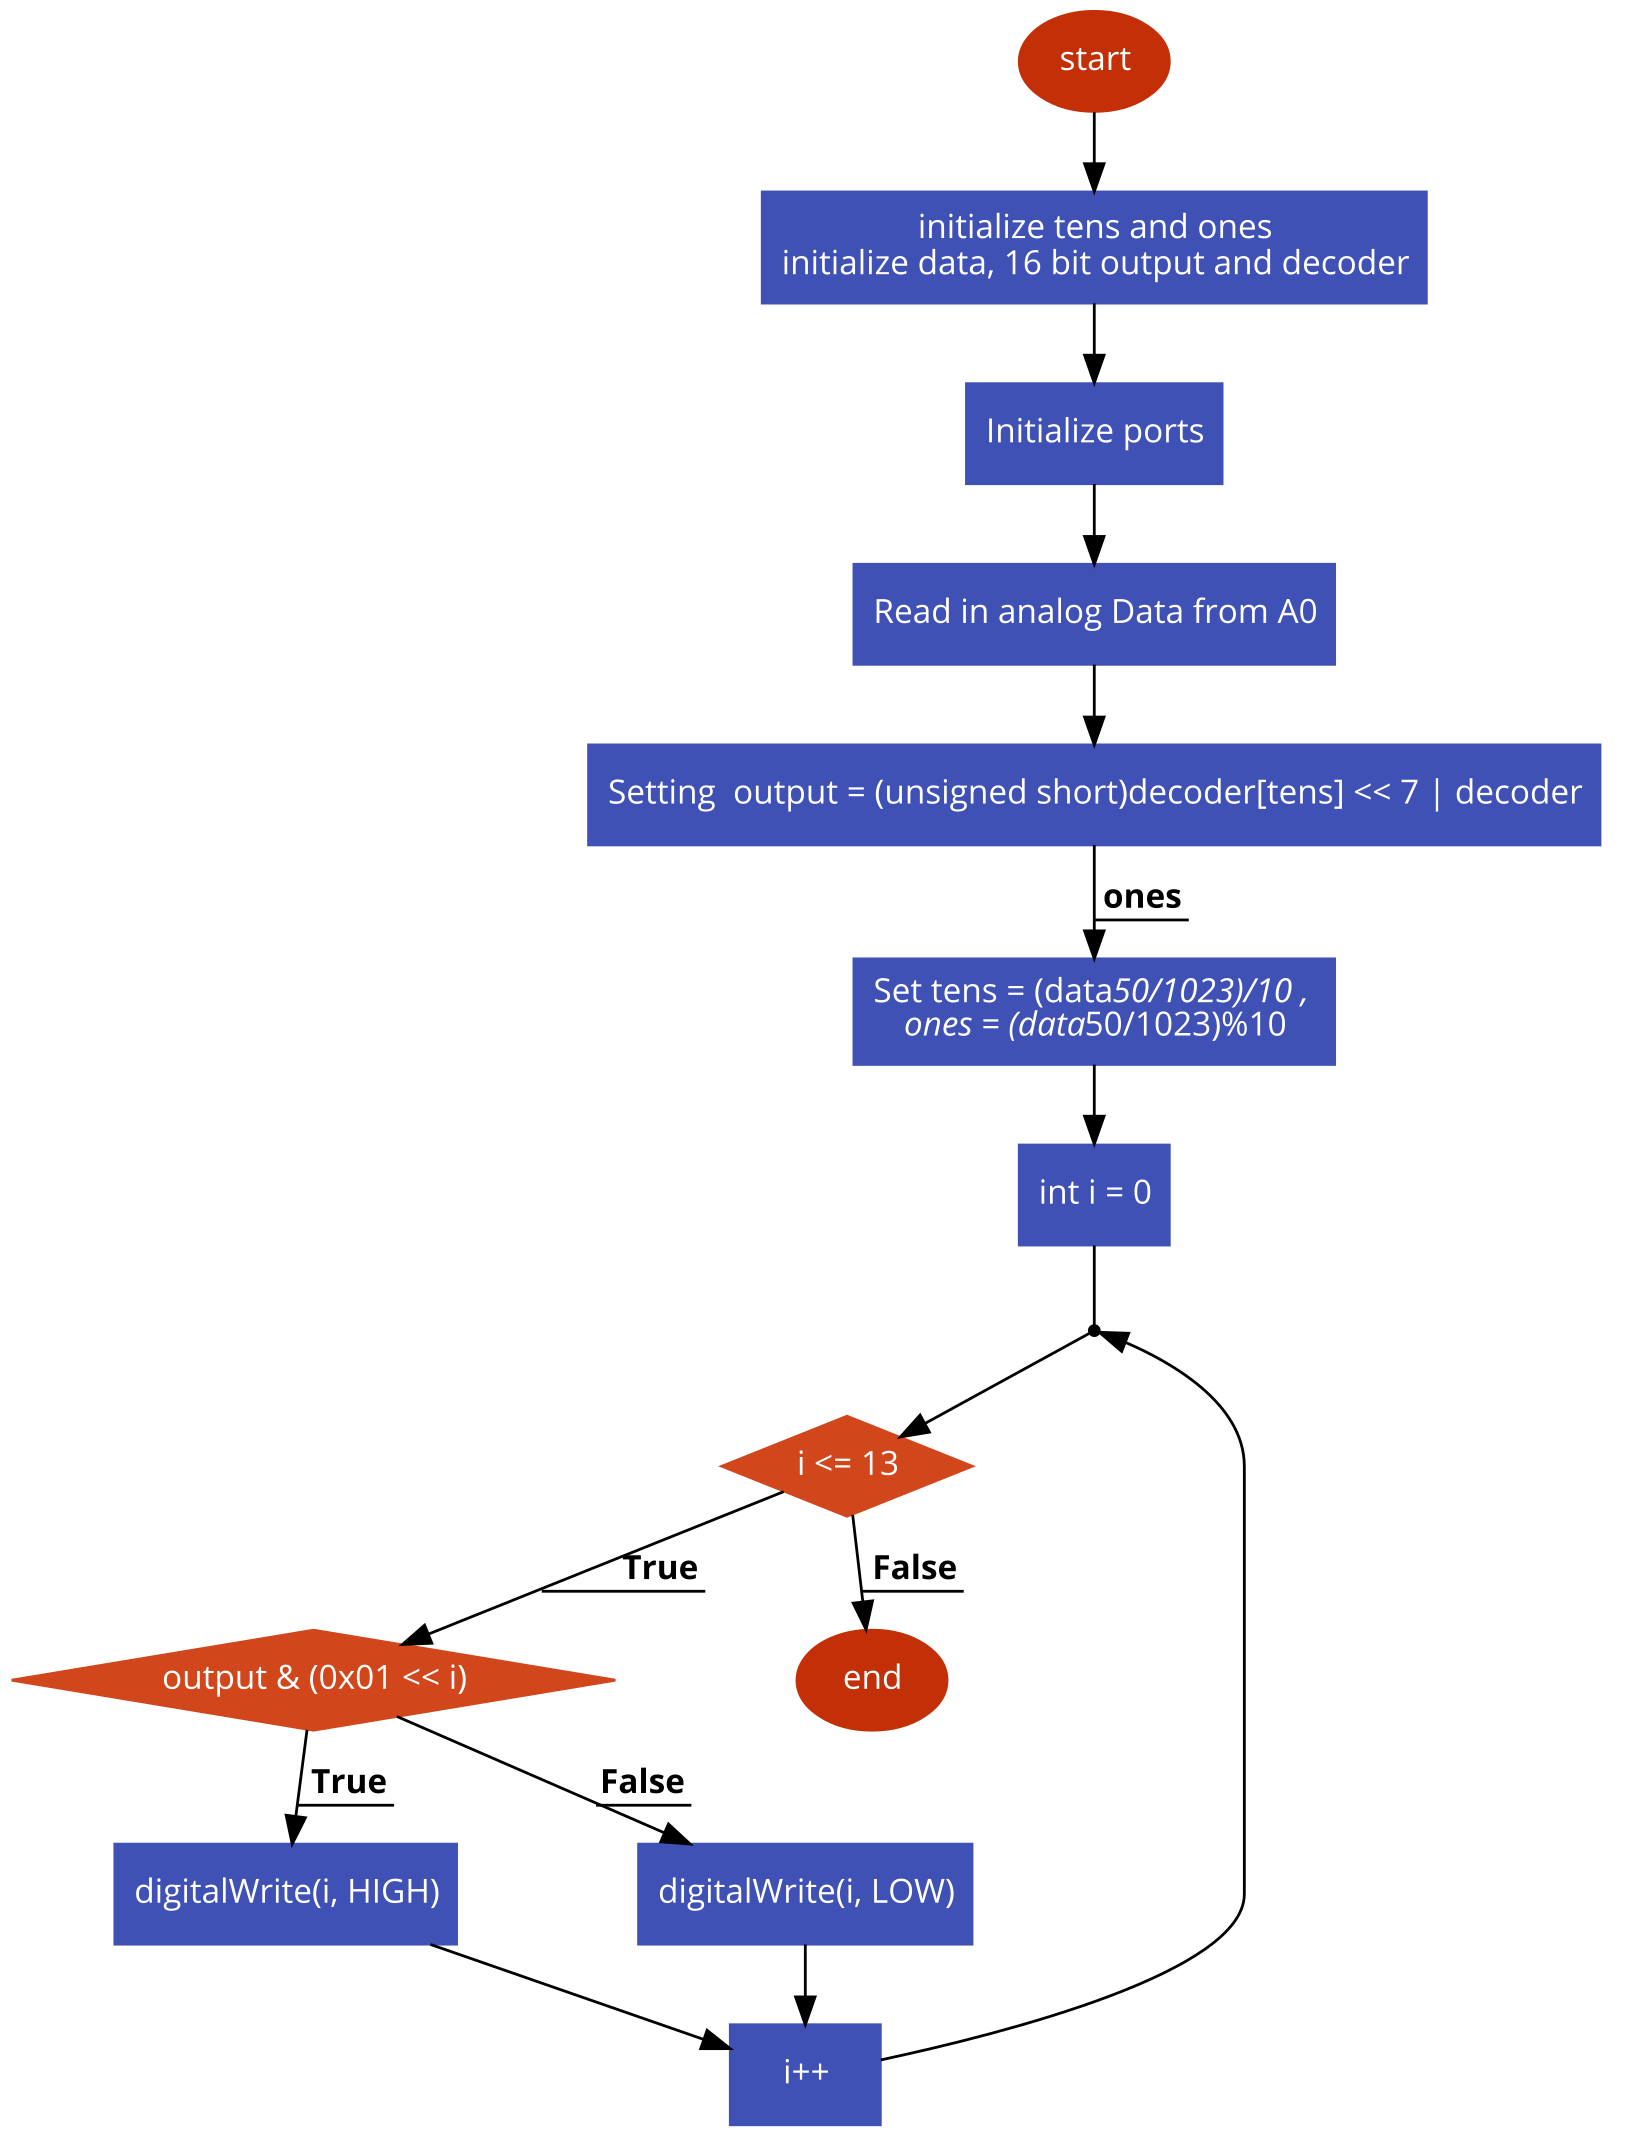 start
initialize tens and ones
initialize data, 16 bit output and decoder
Initialize ports
Read in analog Data from A0
Setting  output = (unsigned short)decoder[tens] << 7 | decoder
ones
Set tens = (data50/1023)/10 ,
ones = (data50/1023)%10
int i = 0
i <= 13
True
False
output & (0x01 << i)
end
True
False
digitalWrite(i, HIGH)
digitalWrite(i, LOW)
i++